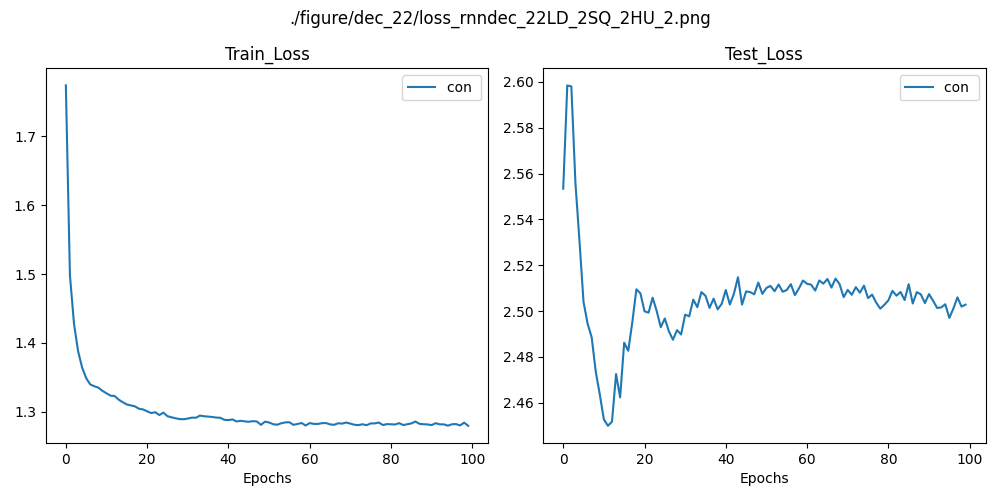 ./figure/dec_22/loss_rnndec_22LD_2SQ_2HU_2.png
Train_Loss
con
1.7
1.6
1.5
1.4
1.3
0 20 40 60 80 100
Epochs
Test_Loss
con
2.60
2.58
2.56
2.54
2.52
2.50
2.48
2.46
0 20 40 60 80 100
Epochs